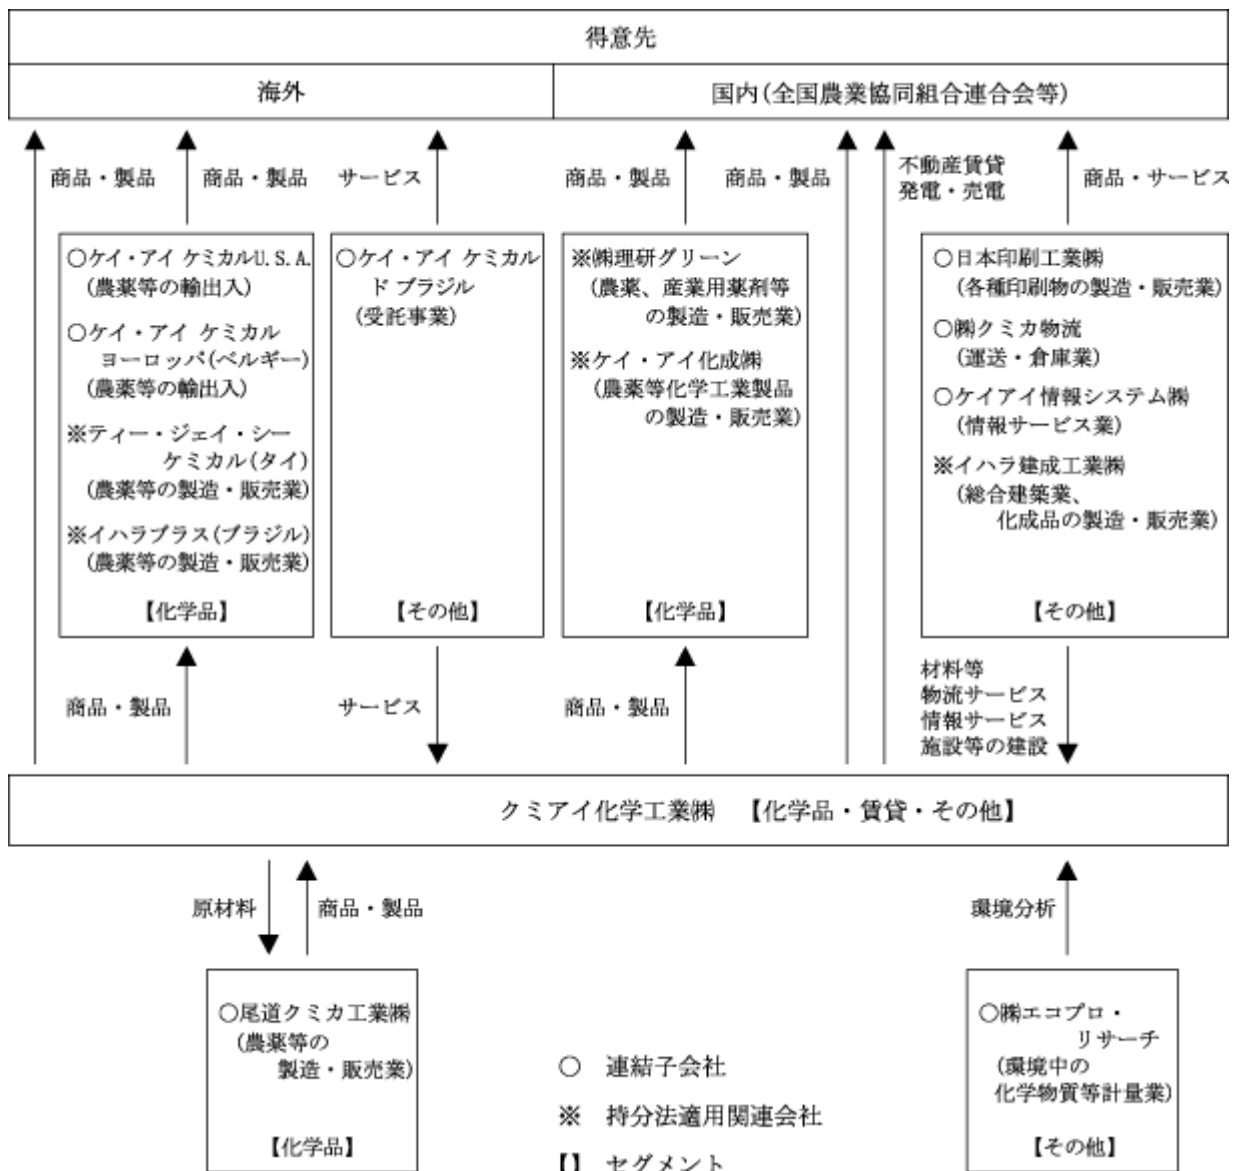 得意先
海外
国内(全国農業協同組合連合会等)
商品・製品
商品・製品
サービス
商品・製品
商品・製品
不動産賃貸
発電・売電
商品・サービス
○ケイ・アイ ケミカルU.S.A.
(農薬等の輸出入)
○ケイ・アイ ケミカル
ヨーロッパ(ベルギー)
(農薬等の輸出入)
※ティー・ジェイ・シー
ケミカル(タイ)
(農薬等の製造・販売業)
※イハラブラス(ブラジル)
(農薬等の製造・販売業)
【化学品】
○ケイ・アイ ケミカル
ド ブラジル
(受託事業)
【その他】
※㈱理研グリーン
(農薬、産業用薬剤等
の製造・販売業)
※ケイ・アイ化成㈱
(農薬等化学工業製品
の製造・販売業)
【化学品】
○日本印刷工業㈱
(各種印刷物の製造・販売業)
○㈱クミカ物流
(運送・倉庫業)
○ケイアイ情報システム㈱
(情報サービス業)
※イハラ建成工業㈱
(総合建築業、
化成品の製造・販売業)
【その他】
商品・製品
サービス
商品・製品
材料等
物流サービス
情報サービス
施設等の建設
クミアイ化学工業㈱ 【化学品・賃貸・その他】
原材料
商品・製品
環境分析
○尾道クミカ工業㈱
(農薬等の
製造・販売業)
【化学品】
○ 連結子会社
※ 持分法適用関連会社
【】 セグメント
○㈱エコプロ・
リサーチ
(環境中の
化学物質等計量業)
【その他】